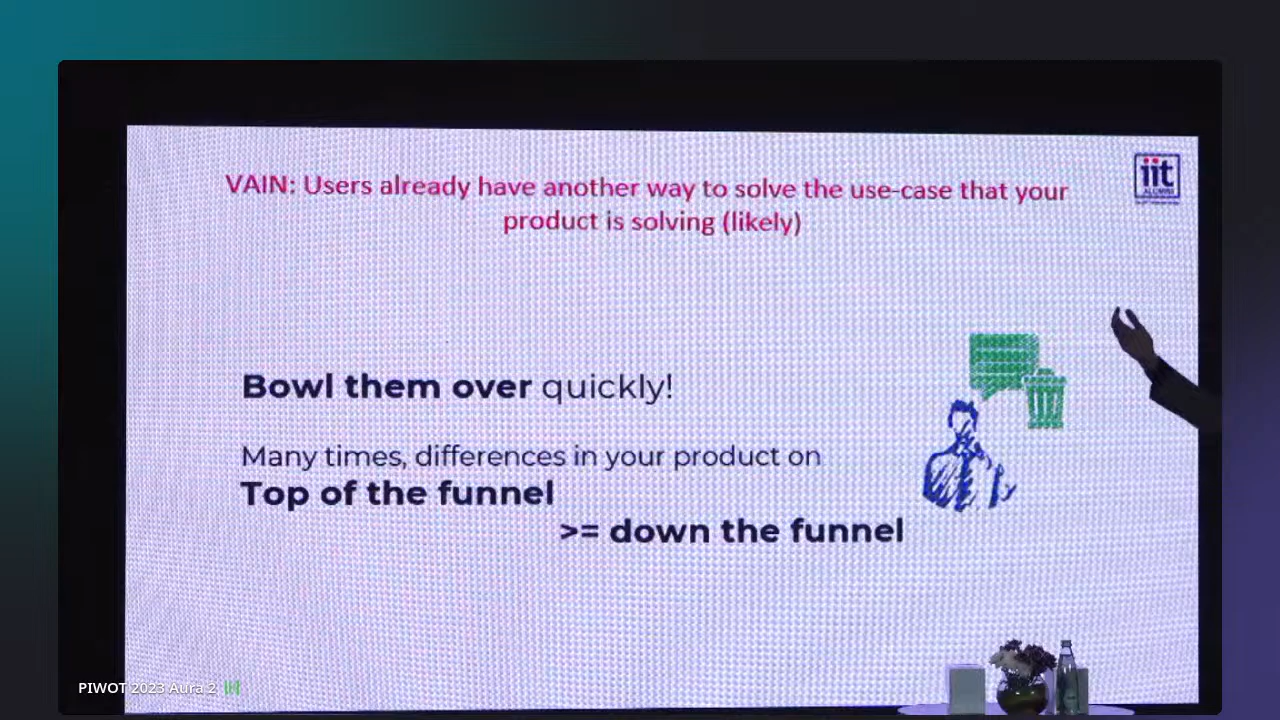 VAIN: Users already have another way to solve the use-case that your
product is solving (likely)
iit
ALUMNI
Bowl them over quickly!
Many times, differences in your product on
Top of the funnel
>= down the funnel
PIWOT 2023 Aura 2